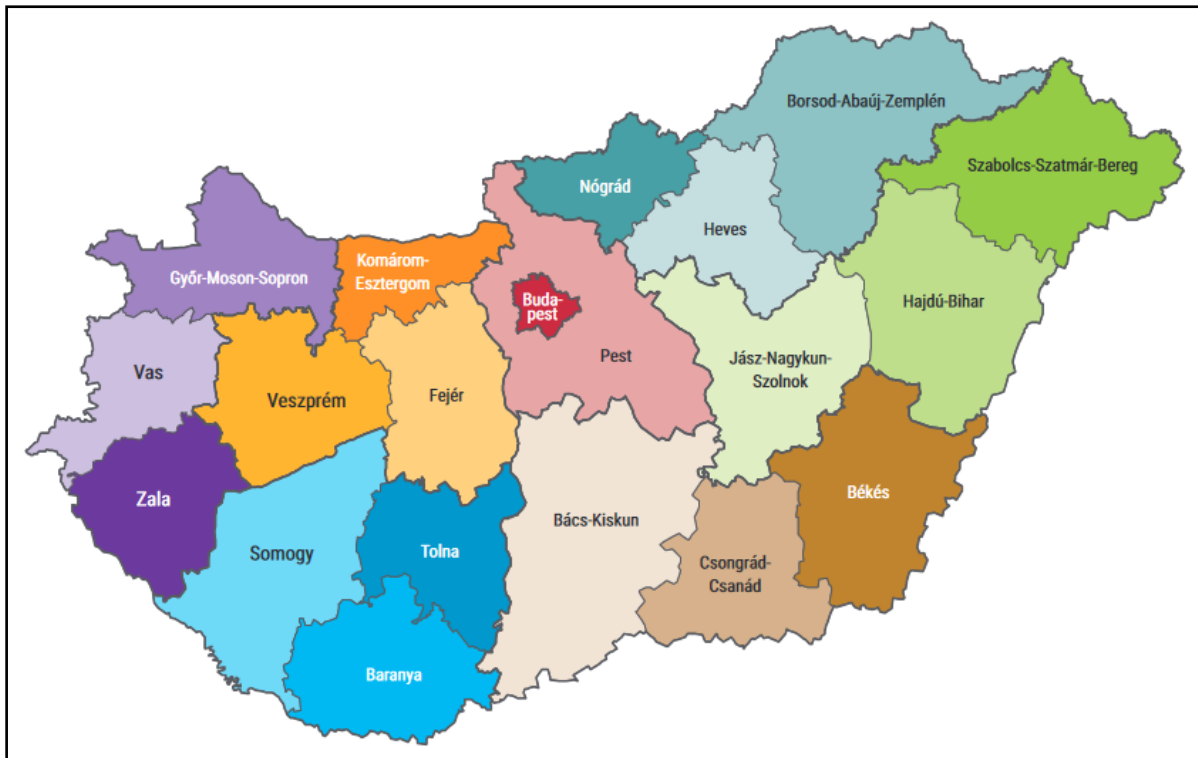 Borsod-Abaúj-Zemplén
Szabolcs-Szatmár-Bereg
Nógrád
Heves
Győr-Moson-Sopron
Komárom-
Esztergom
Buda-
pest
Hajdú-Bihar
Pest
Jász-Nagykun-
Szolnok
Vas
Veszprém
Fejér
Zala
Somogy
Tolna
Bács-Kiskun
Békés
Csongrád-
Csanád
Baranya